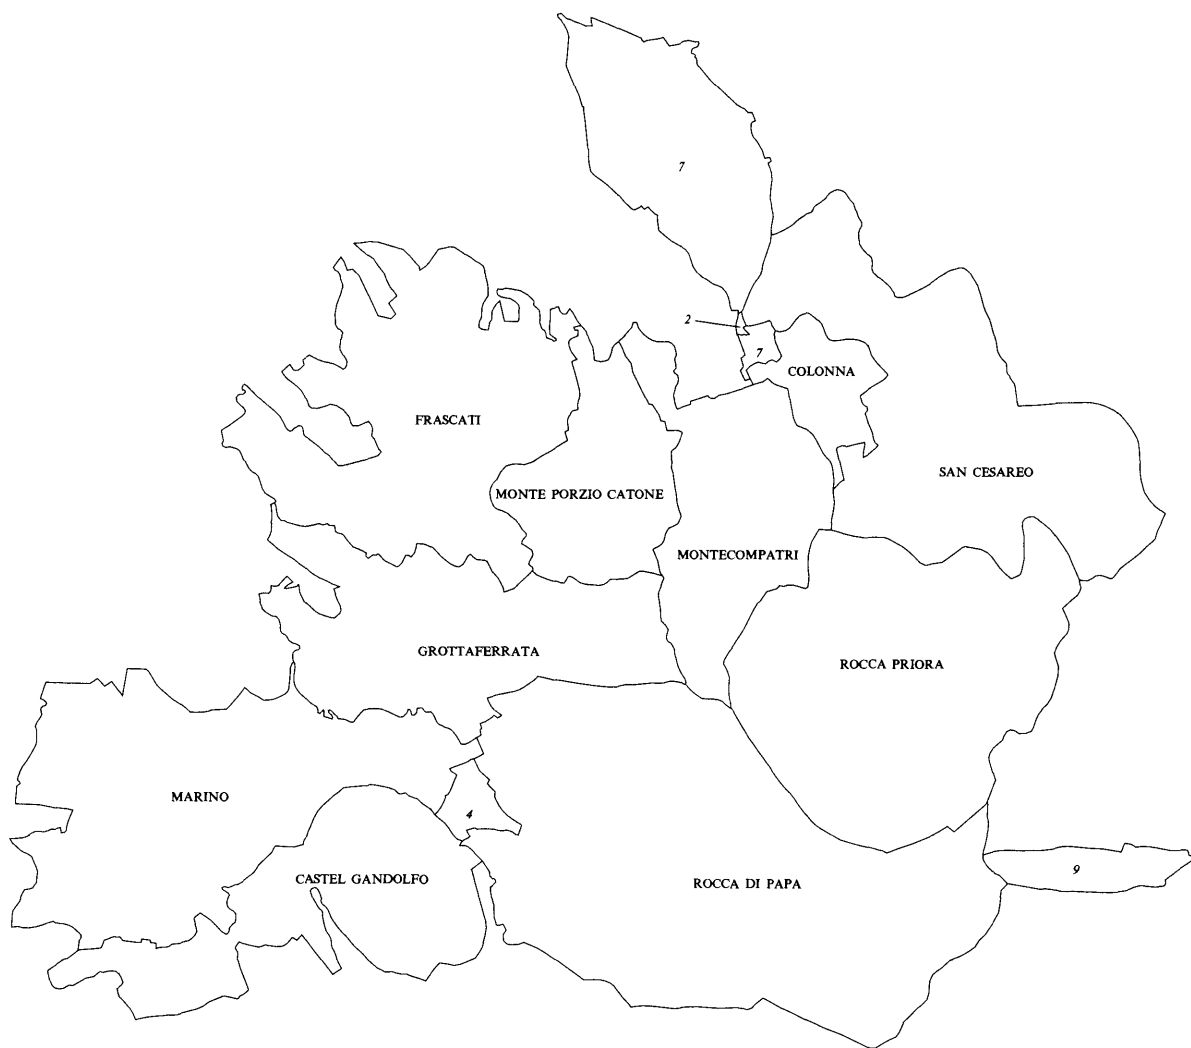 7
2
7
COLONNA
FRASCATI
SAN CESAREO
MONTE PORZIO CATONE
MONTECOMPATRI
GROTTAFERRATA
ROCCA PRIORA
MARINO
4
CASTEL GANDOLFO
ROCCA DI PAPA
9